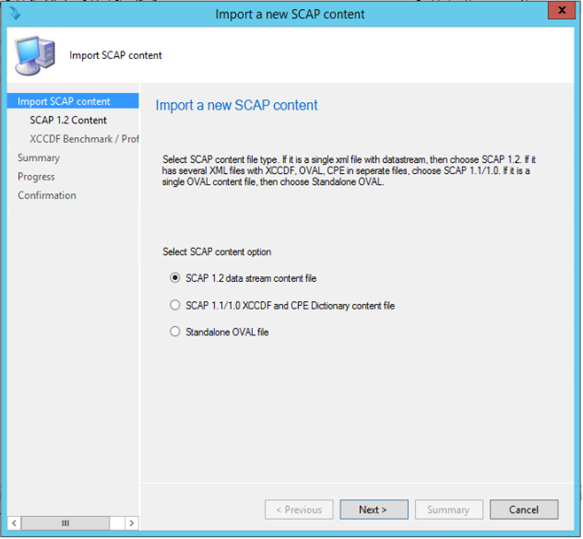 Import a new SCAP content
x
Import SCAP content
Import SCAP content
SCAP 1.2 Content
XCCDF Benchmark / Prof
Summary
Progress
Confirmation
Import a new SCAP content
Select SCAP content file type. If it is a single xml file with datastream, then choose SCAP 1.2. If it
has several XML files with XCCDF, OVAL, CPE in seperate files, choose SCAP 1.1/1.0. If it is a
single OVAL content file, then choose Standalone OVAL.
Select SCAP content option
SCAP 1.2 data stream content file
SCAP 1.1/1.0 XCCDF and CPE Dictionary content file
Standalone OVAL file
< Previous
Next >
Summary
Cancel